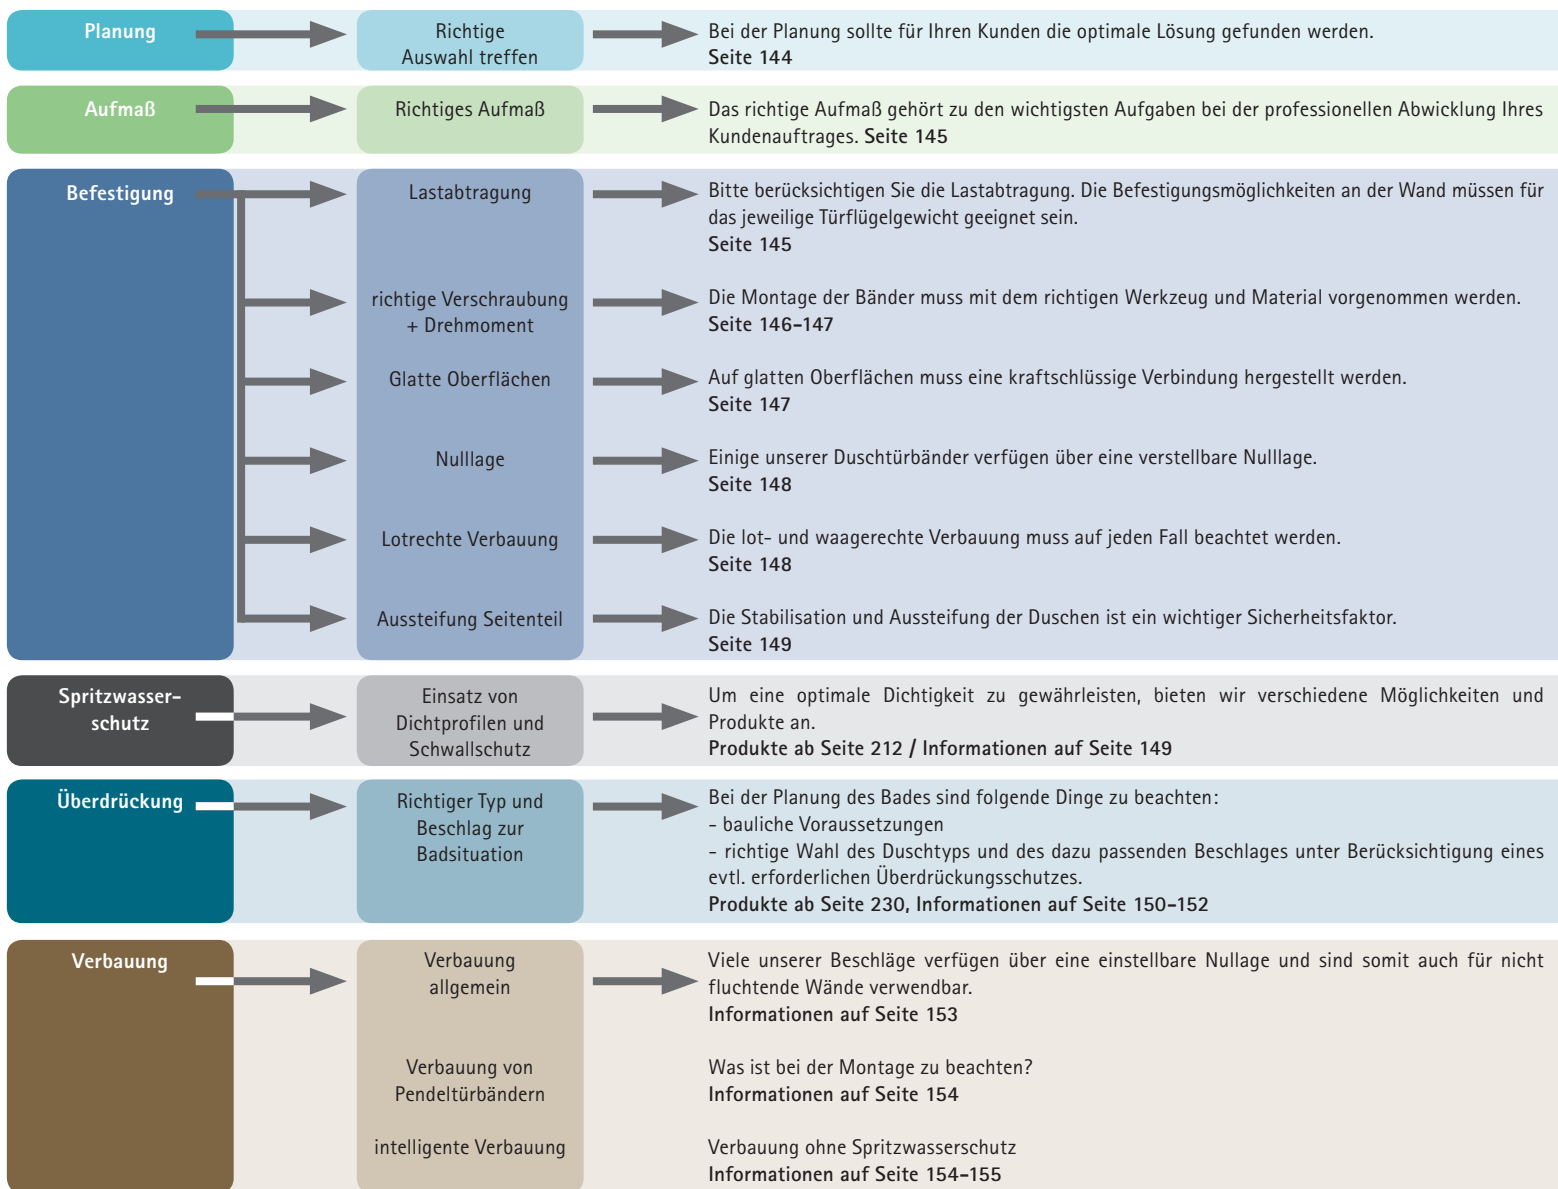 Planung
Richtige
Auswahl treffen
Bei der Planung sollte für Ihren Kunden die optimale Lösung gefunden werden.
Seite 144
Aufmaß
Richtiges Aufmaß
Das richtige Aufmaß gehört zu den wichtigsten Aufgaben bei der professionellen Abwicklung Ihres
Kundenauftrages. Seite 145
Befestigung
Lastabtragung
Bitte berücksichtigen Sie die Lastabtragung. Die Befestigungsmöglichkeiten an der Wand müssen für
das jeweilige Türflügelgewicht geeignet sein.
Seite 145
richtige Verschraubung
+ Drehmoment
Die Montage der Bänder muss mit dem richtigen Werkzeug und Material vorgenommen werden.
Seite 146-147
Glatte Oberflächen
Auf glatten Oberflächen muss eine kraftschlüssige Verbindung hergestellt werden.
Seite 147
Nulllage
Einige unserer Duschtürbänder verfügen über eine verstellbare Nulllage.
Seite 148
Lotrechte Verbauung
Die lot- und waagerechte Verbauung muss auf jeden Fall beachtet werden.
Seite 148
Aussteifung Seitenteil
Die Stabilisation und Aussteifung der Duschen ist ein wichtiger Sicherheitsfaktor.
Seite 149
Spritzwasser-
schutz
Einsatz von
Dichtprofilen und
Schwallschutz
Um eine optimale Dichtigkeit zu gewährleisten, bieten wir verschiedene Möglichkeiten und
Produkte an.
Produkte ab Seite 212 / Informationen auf Seite 149
Überdrückung
Richtiger Typ und
Beschlag zur
Badsituation
Bei der Planung des Bades sind folgende Dinge zu beachten:
- bauliche Voraussetzungen
- richtige Wahl des Duschtyps und des dazu passenden Beschlages unter Berücksichtigung eines
evtl. erforderlichen Überdrückungsschutzes.
Produkte ab Seite 230, Informationen auf Seite 150-152
Verbauung
Verbauung
allgemein
Viele unserer Beschläge verfügen über eine einstellbare Nullage und sind somit auch für nicht
fluchtende Wände verwendbar.
Informationen auf Seite 153
Verbauung von
Pendeltürbändern
Was ist bei der Montage zu beachten?
Informationen auf Seite 154
intelligente Verbauung
Verbauung ohne Spritzwasserschutz
Informationen auf Seite 154-155